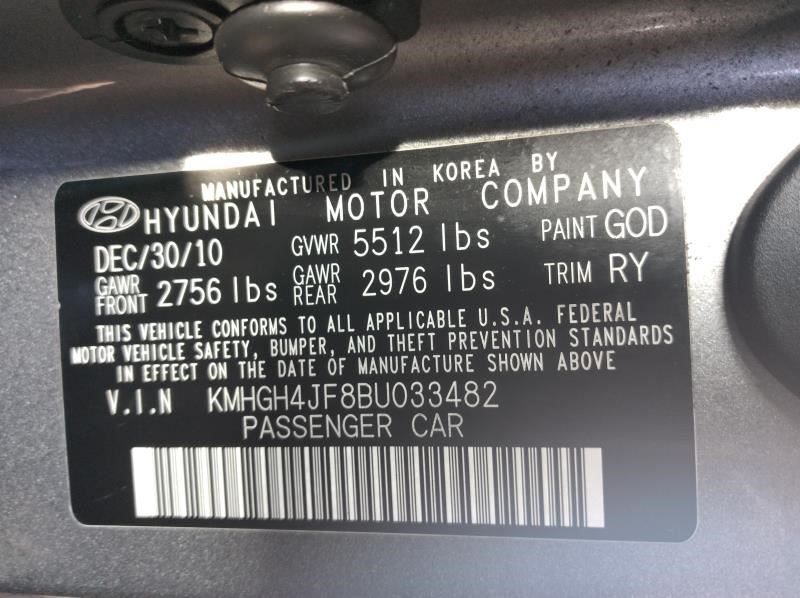 MANUFACTURED IN KOREA BY
HYUNDAI MOTOR COMPANY
DEC/30/10 GVWR 5512 lbs PAINT GOD
GAWR FRONT 2756 lbs GAWR REAR 2976 lbs TRIM RY
THIS VEHICLE CONFORMS TO ALL APPLICABLE U.S.A. FEDERAL
MOTOR VEHICLE SAFETY, BUMPER, AND THEFT PREVENTION STANDARDS
IN EFFECT ON THE DATE OF MANUFACTURE SHOWN ABOVE
V.I.N KMHGH4JF8BU033482
PASSENGER CAR